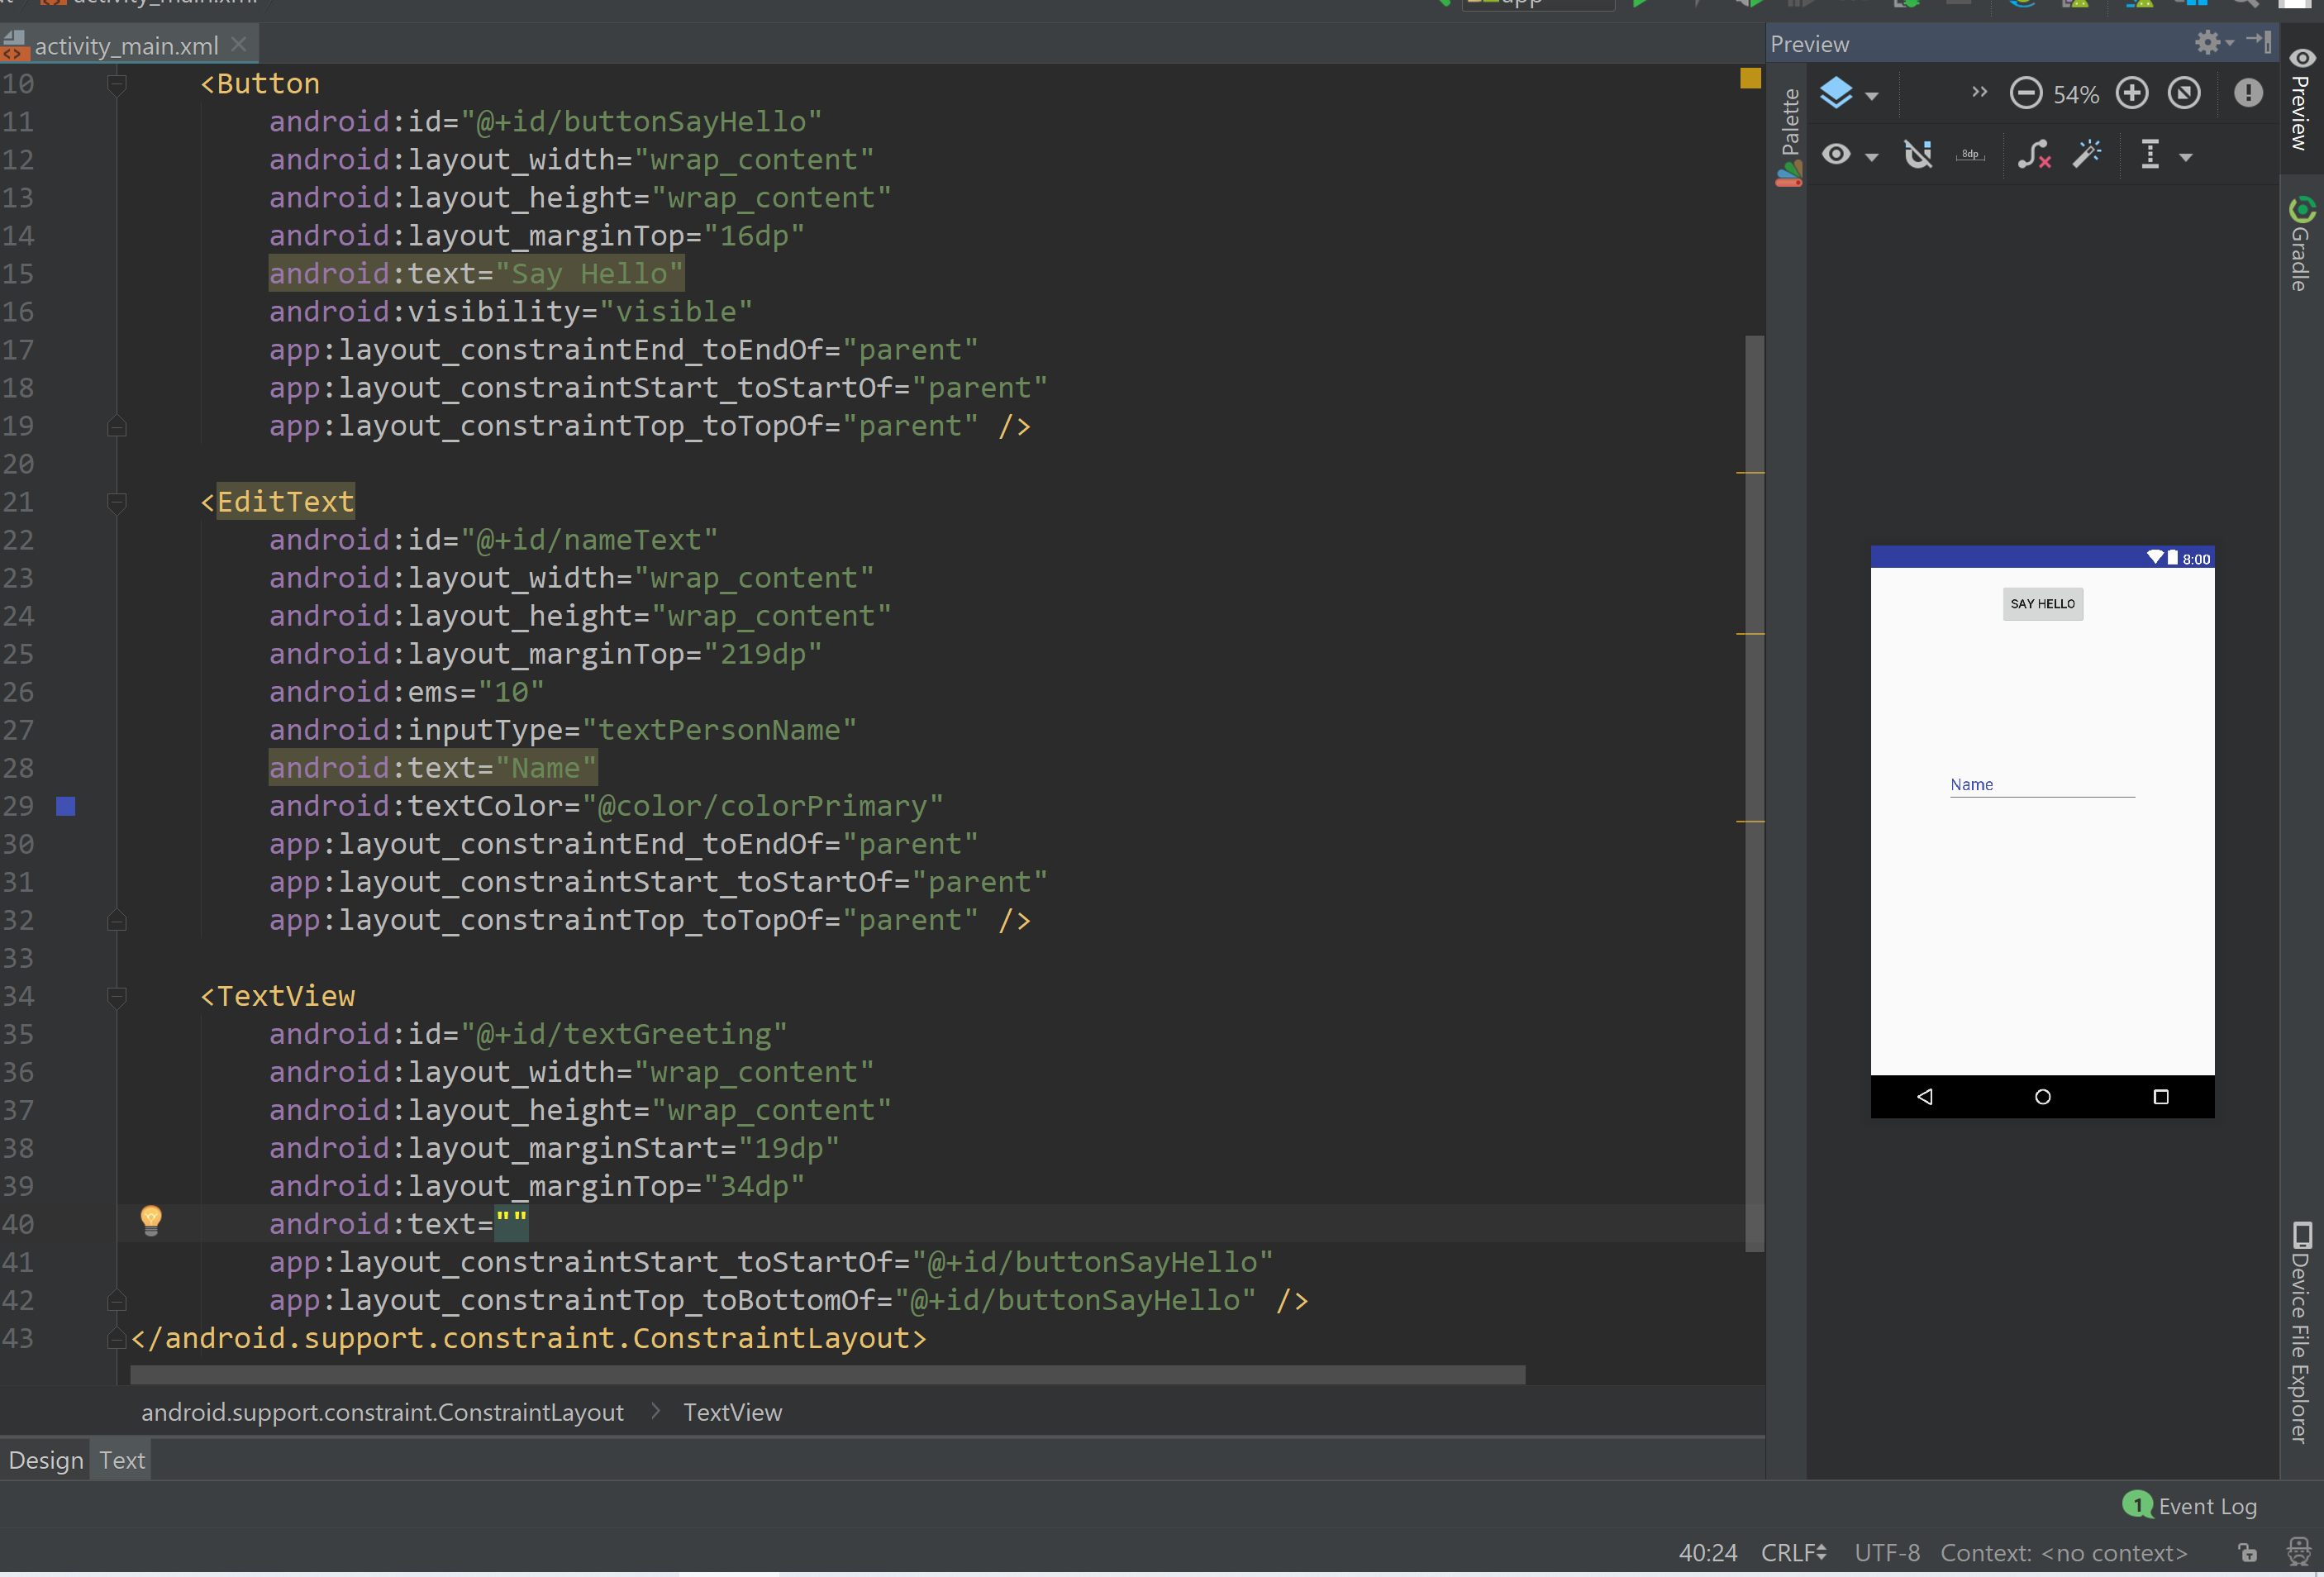 activity_main.xml
app
activity_main.xml
Preview
10 <Button
11 android:id="@+id/buttonSayHello"
12 android:layout_width="wrap_content"
13 android:layout_height="wrap_content"
14 android:layout_marginTop="16dp"
15 android:text="Say Hello"
16 android:visibility="visible"
17 app:layout_constraintEnd_toEndOf="parent"
18 app:layout_constraintStart_toStartOf="parent"
19 app:layout_constraintTop_toTopOf="parent" />
20
21 <EditText
22 android:id="@+id/nameText"
23 android:layout_width="wrap_content"
24 android:layout_height="wrap_content"
25 android:layout_marginTop="219dp"
26 android:ems="10"
27 android:inputType="textPersonName"
28 android:text="Name"
29 android:textColor="@color/colorPrimary"
30 app:layout_constraintEnd_toEndOf="parent"
31 app:layout_constraintStart_toStartOf="parent"
32 app:layout_constraintTop_toTopOf="parent" />
33
34 <TextView
35 android:id="@+id/textGreeting"
36 android:layout_width="wrap_content"
37 android:layout_height="wrap_content"
38 android:layout_marginStart="19dp"
39 android:layout_marginTop="34dp"
40 android:text=""
41 app:layout_constraintStart_toStartOf="@+id/buttonSayHello"
42 app:layout_constraintTop_toBottomOf="@+id/buttonSayHello" />
43 </android.support.constraint.ConstraintLayout>
android.support.constraint.ConstraintLayout > TextView
Design Text
Palette
>> 54%
8dp
8:00
SAY HELLO
Name
Preview
Gradle
Device File Explorer
1 Event Log
40:24 CRLF UTF-8 Context: <no context>